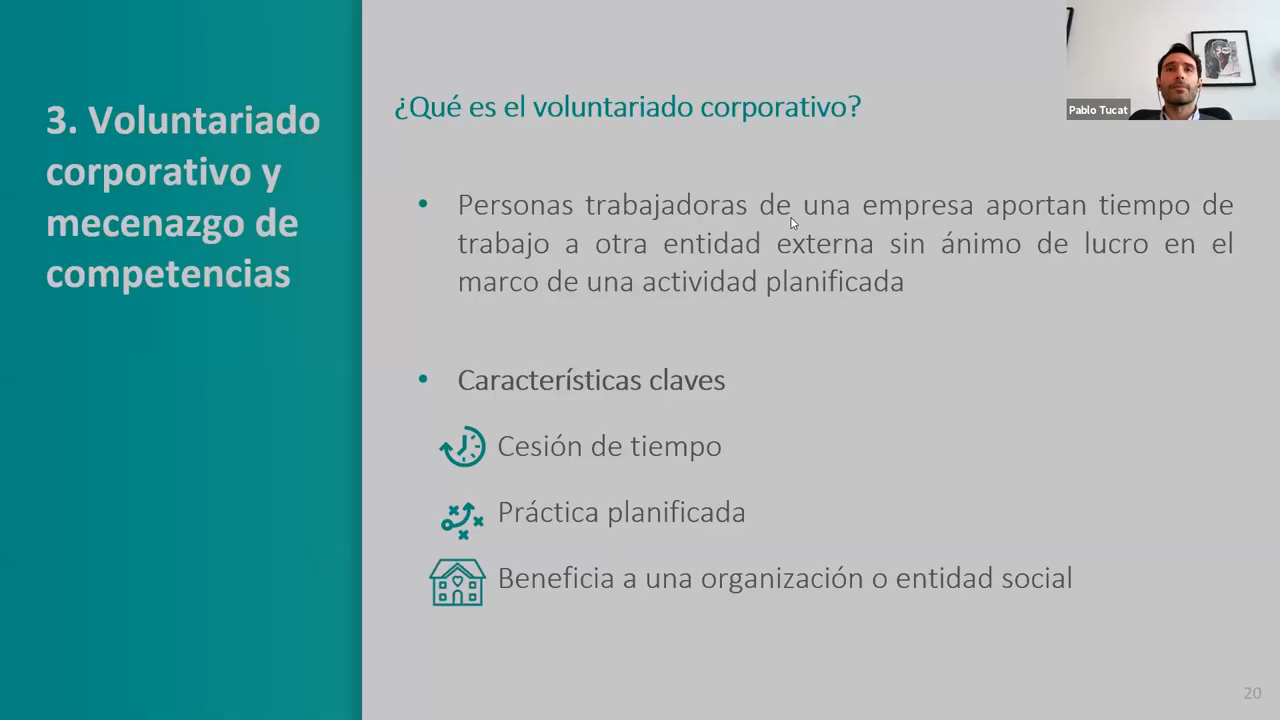 3. Voluntariado
corporativo y
mecenazgo de
competencias
¿Qué es el voluntariado corporativo?
Pablo Tucat
• Personas trabajadoras de una empresa aportan tiempo de
trabajo a otra entidad externa sin ánimo de lucro en el
marco de una actividad planificada
• Características claves
Cesión de tiempo
Práctica planificada
Beneficia a una organización o entidad social
20